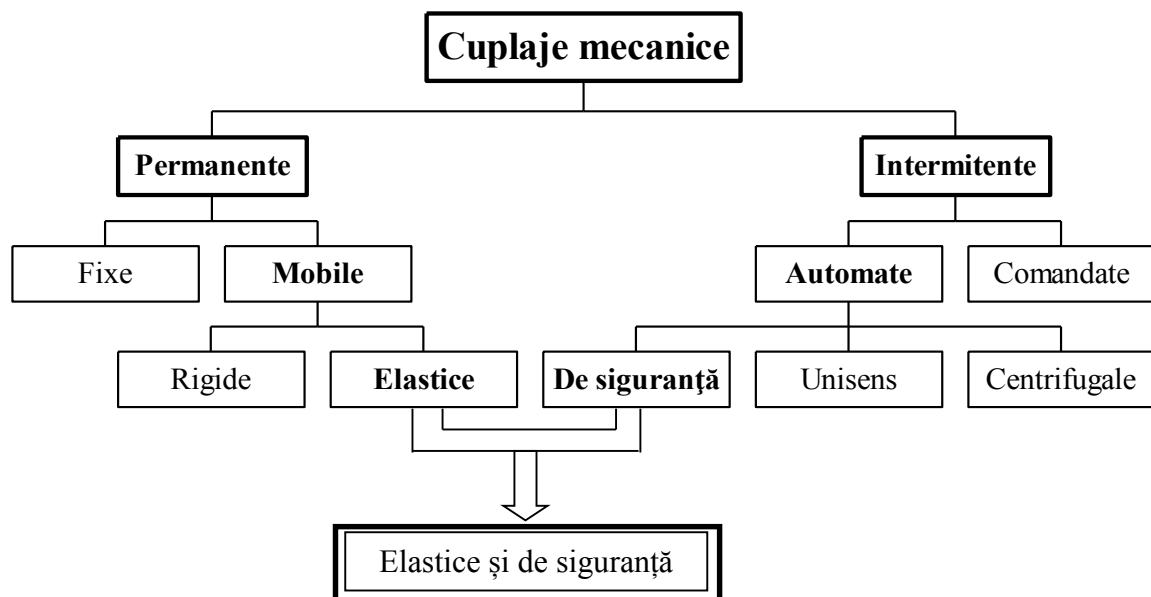 Cuplaje mecanice
Permanente
Intermitente
Fixe
Mobile
Automate
Comandate
Rigide
Elastice
De siguranţă
Unisens
Centrifugale
Elastice și de siguranță